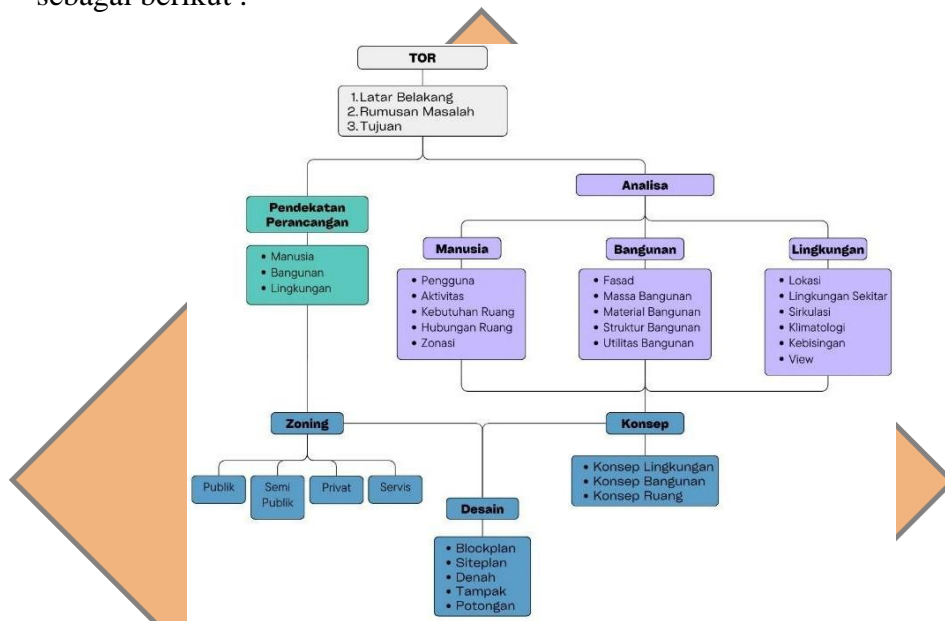 sebagai berikut :
TOR
1. Latar Belakang
2. Rumusan Masalah
3. Tujuan
Pendekatan
Perancangan
• Manusia
• Bangunan
• Lingkungan
Analisa
Manusia
• Pengguna
• Aktivitas
• Kebutuhan Ruang
• Hubungan Ruang
• Zonasi
Bangunan
• Fasad
• Massa Bangunan
• Material Bangunan
• Struktur Bangunan
• Utilitas Bangunan
Lingkungan
• Lokasi
• Lingkungan Sekitar
• Sirkulasi
• Klimatologi
• Kebisingan
• View
Zoning
Publik
Semi
Publik
Privat
Servis
Konsep
• Konsep Lingkungan
• Konsep Bangunan
• Konsep Ruang
Desain
• Blockplan
• Siteplan
• Denah
• Tampak
• Potongan